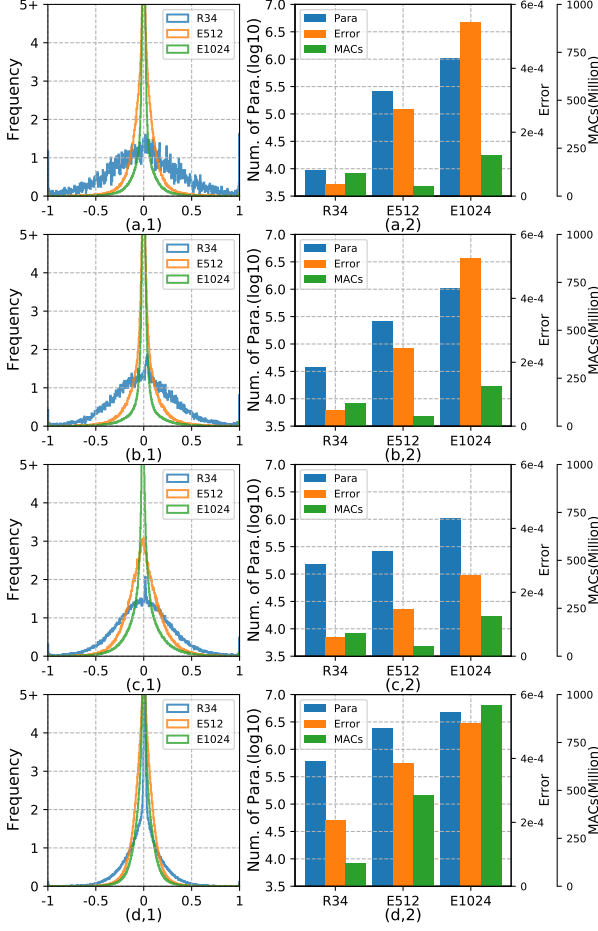 5+
4
3
2
1
0
Frequency
R34
E512
E1024
-1
-0.5
0
0.5
1
(a,1)
7.0
6.5
6.0
5.5
5.0
4.5
4.0
3.5
Num. of Para.(log10)
Para
Error
MACs
R34
E512
E1024
(a,2)
6e-4
4e-4
2e-4
0
Error
1000
750
500
250
0
MACs(Million)
5+
4
3
2
1
0
Frequency
R34
E512
E1024
-1
-0.5
0
0.5
1
(b,1)
7.0
6.5
6.0
5.5
5.0
4.5
4.0
3.5
Num. of Para.(log10)
Para
Error
MACs
R34
E512
E1024
(b,2)
6e-4
4e-4
2e-4
0
Error
1000
750
500
250
0
MACs(Million)
5+
4
3
2
1
0
Frequency
R34
E512
E1024
-1
-0.5
0
0.5
1
(c,1)
7.0
6.5
6.0
5.5
5.0
4.5
4.0
3.5
Num. of Para.(log10)
Para
Error
MACs
R34
E512
E1024
(c,2)
6e-4
4e-4
2e-4
0
Error
1000
750
500
250
0
MACs(Million)
5+
4
3
2
1
0
Frequency
R34
E512
E1024
-1
-0.5
0
0.5
1
(d,1)
7.0
6.5
6.0
5.5
5.0
4.5
4.0
3.5
Num. of Para.(log10)
Para
Error
MACs
R34
E512
E1024
(d,2)
6e-4
4e-4
2e-4
0
Error
1000
750
500
250
0
MACs(Million)